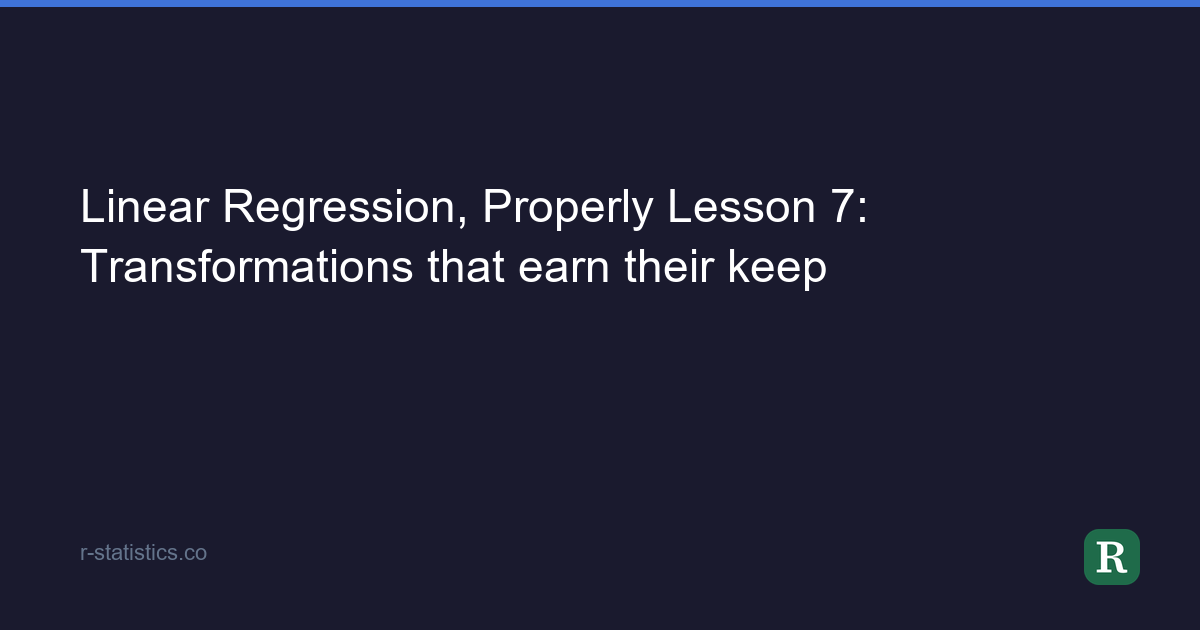 Linear Regression, Properly Lesson 7:
Transformations that earn their keep
r-statistics.co
R